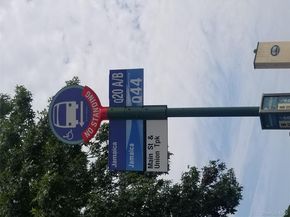 NO STANDING
Q20 A/B
Jamaica
Q44
Jamaica
Main St &
Union Tpk